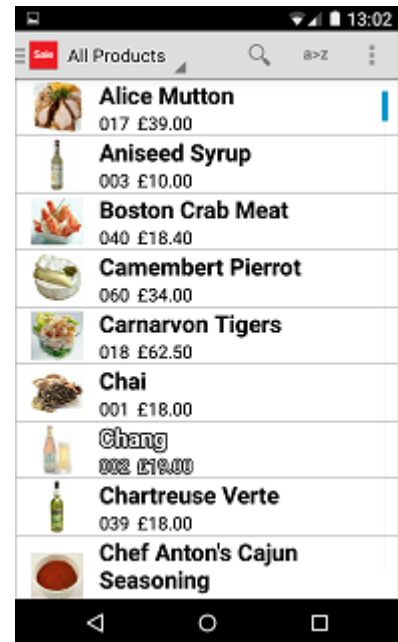 13:02
Sale All Products a>z
Alice Mutton
017 £39.00
Aniseed Syrup
003 £10.00
Boston Crab Meat
040 £18.40
Camembert Pierrot
060 £34.00
Carnarvon Tigers
018 £62.50
Chai
001 £18.00
Chang
002 £19.00
Chartreuse Verte
039 £18.00
Chef Anton's Cajun
Seasoning